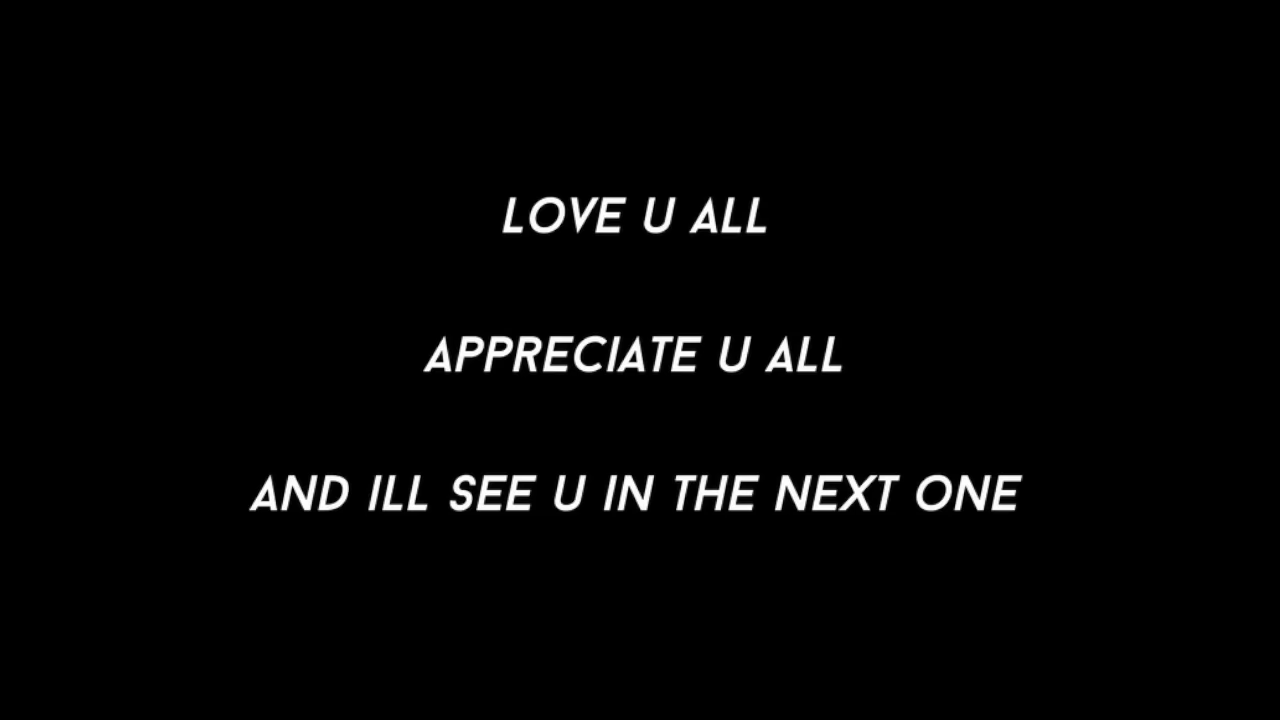 LOVE U ALL
APPRECIATE U ALL
AND ILL SEE U IN THE NEXT ONE